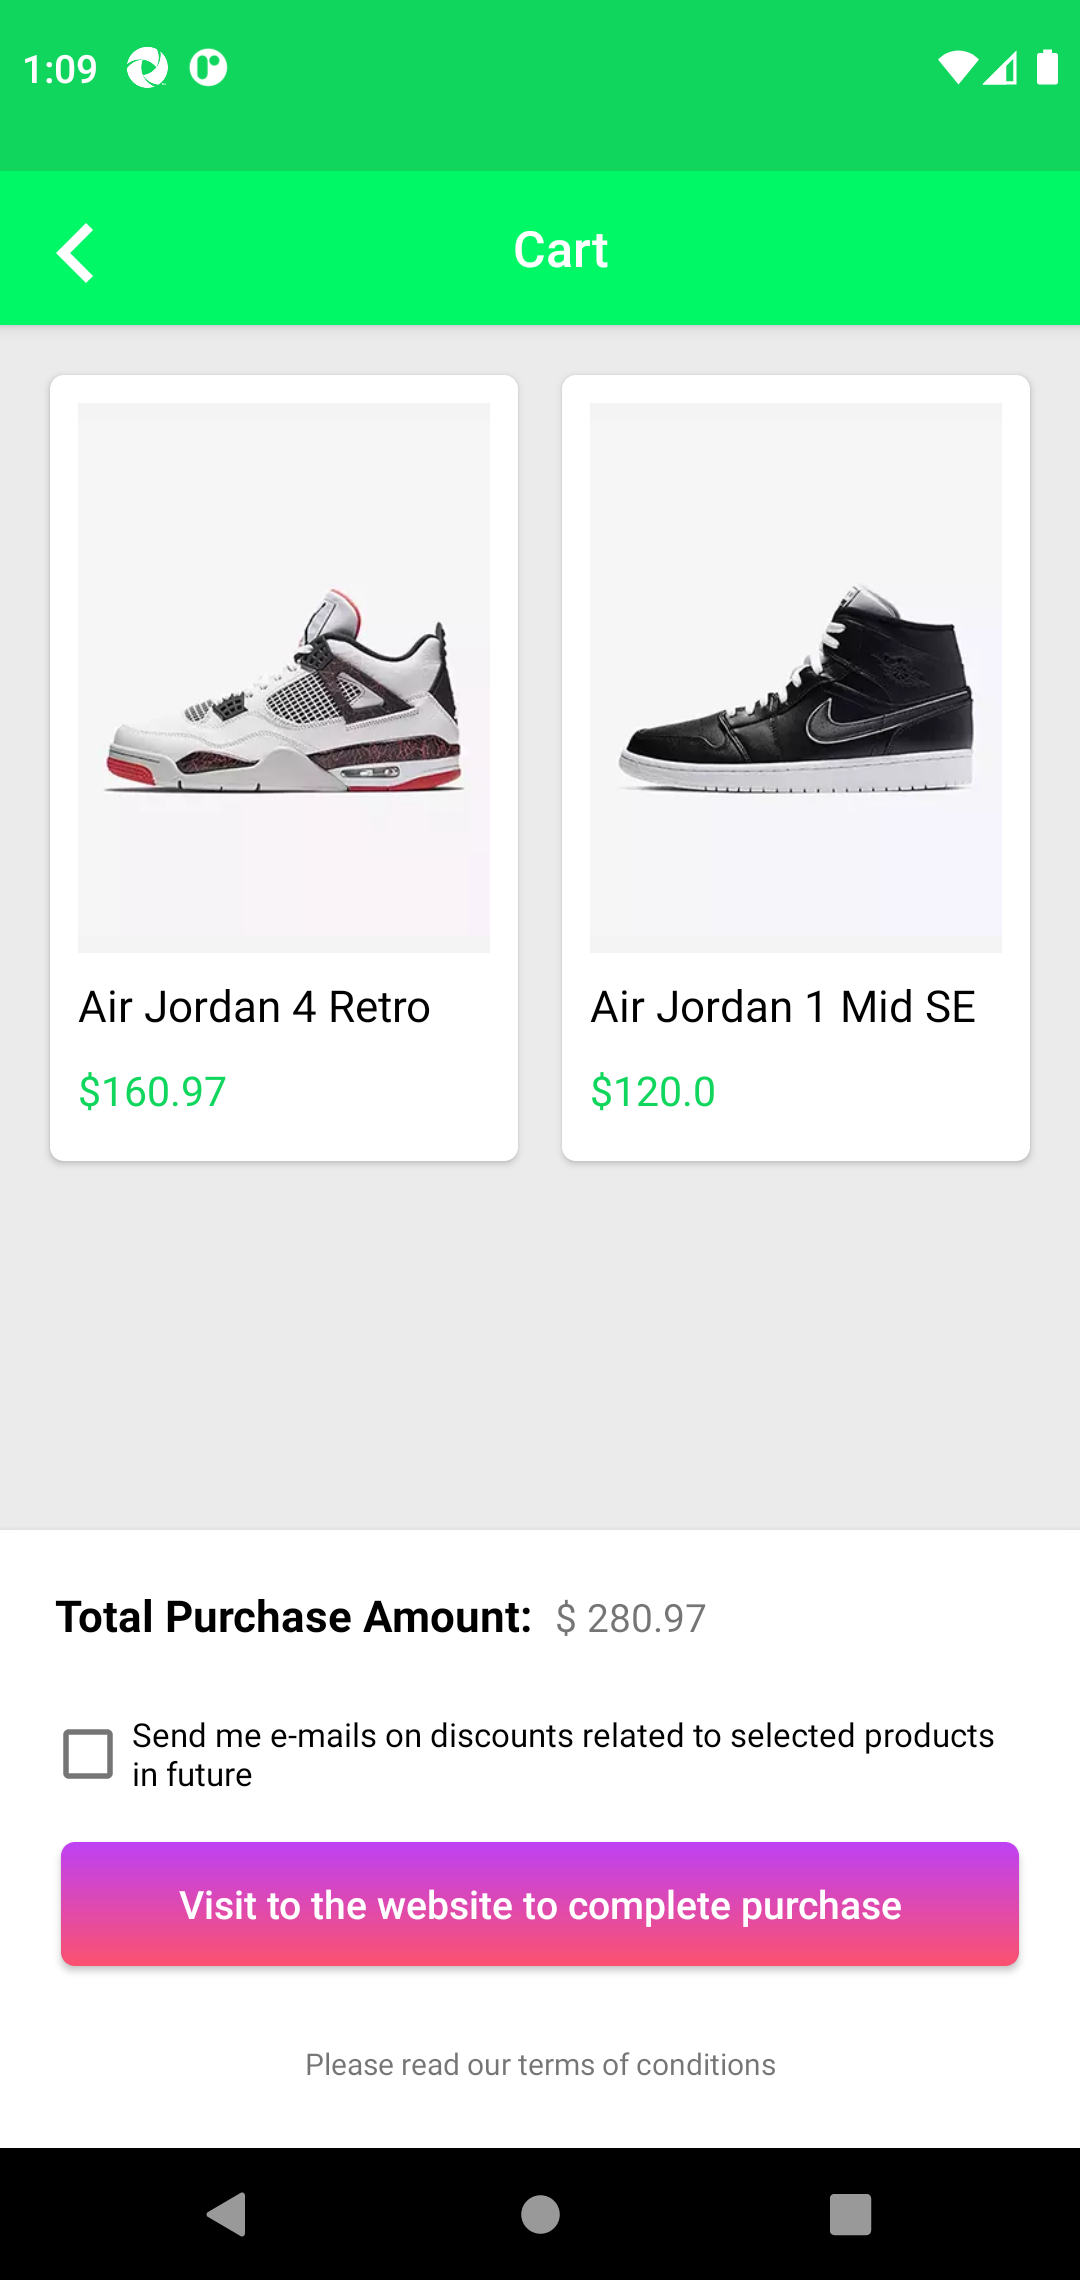 1:09
Cart
Air Jordan 4 Retro
$160.97
Air Jordan 1 Mid SE
$120.0
Total Purchase Amount: $ 280.97
Send me e-mails on discounts related to selected products
in future
Visit to the website to complete purchase
Please read our terms of conditions